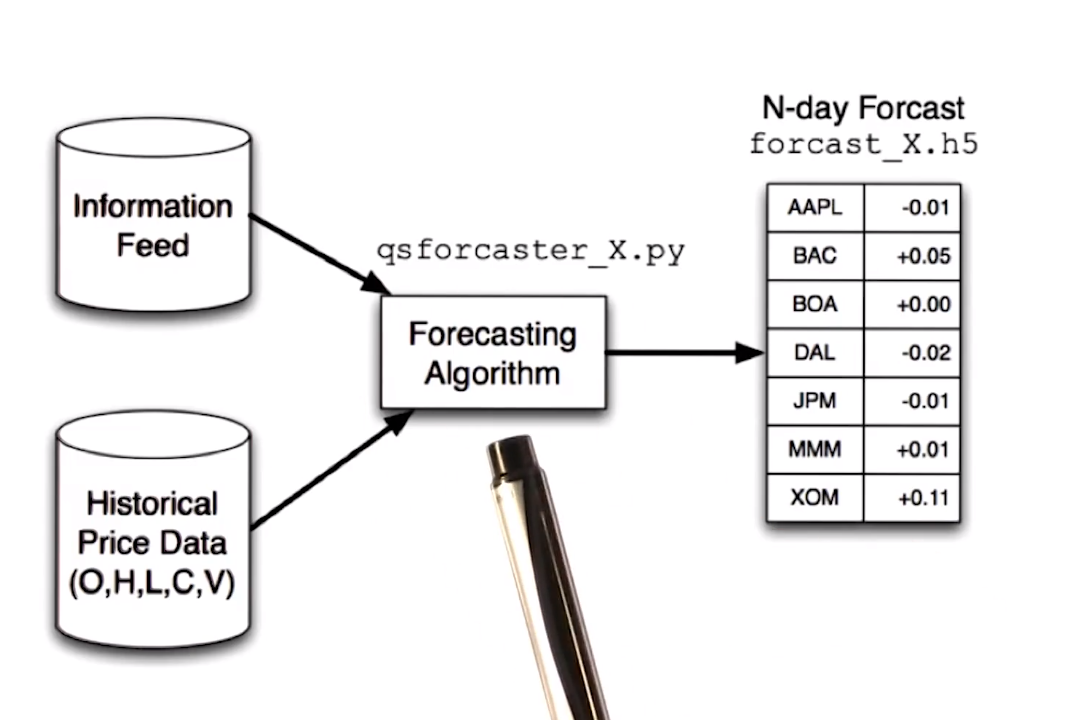 N-day Forcast
forcast_X.h5
Information
Feed
qsforcaster_X.py
Forecasting
Algorithm
Historical
Price Data
(O,H,L,C,V)
AAPL -0.01
BAC +0.05
BOA +0.00
DAL -0.02
JPM -0.01
MMM +0.01
XOM +0.11